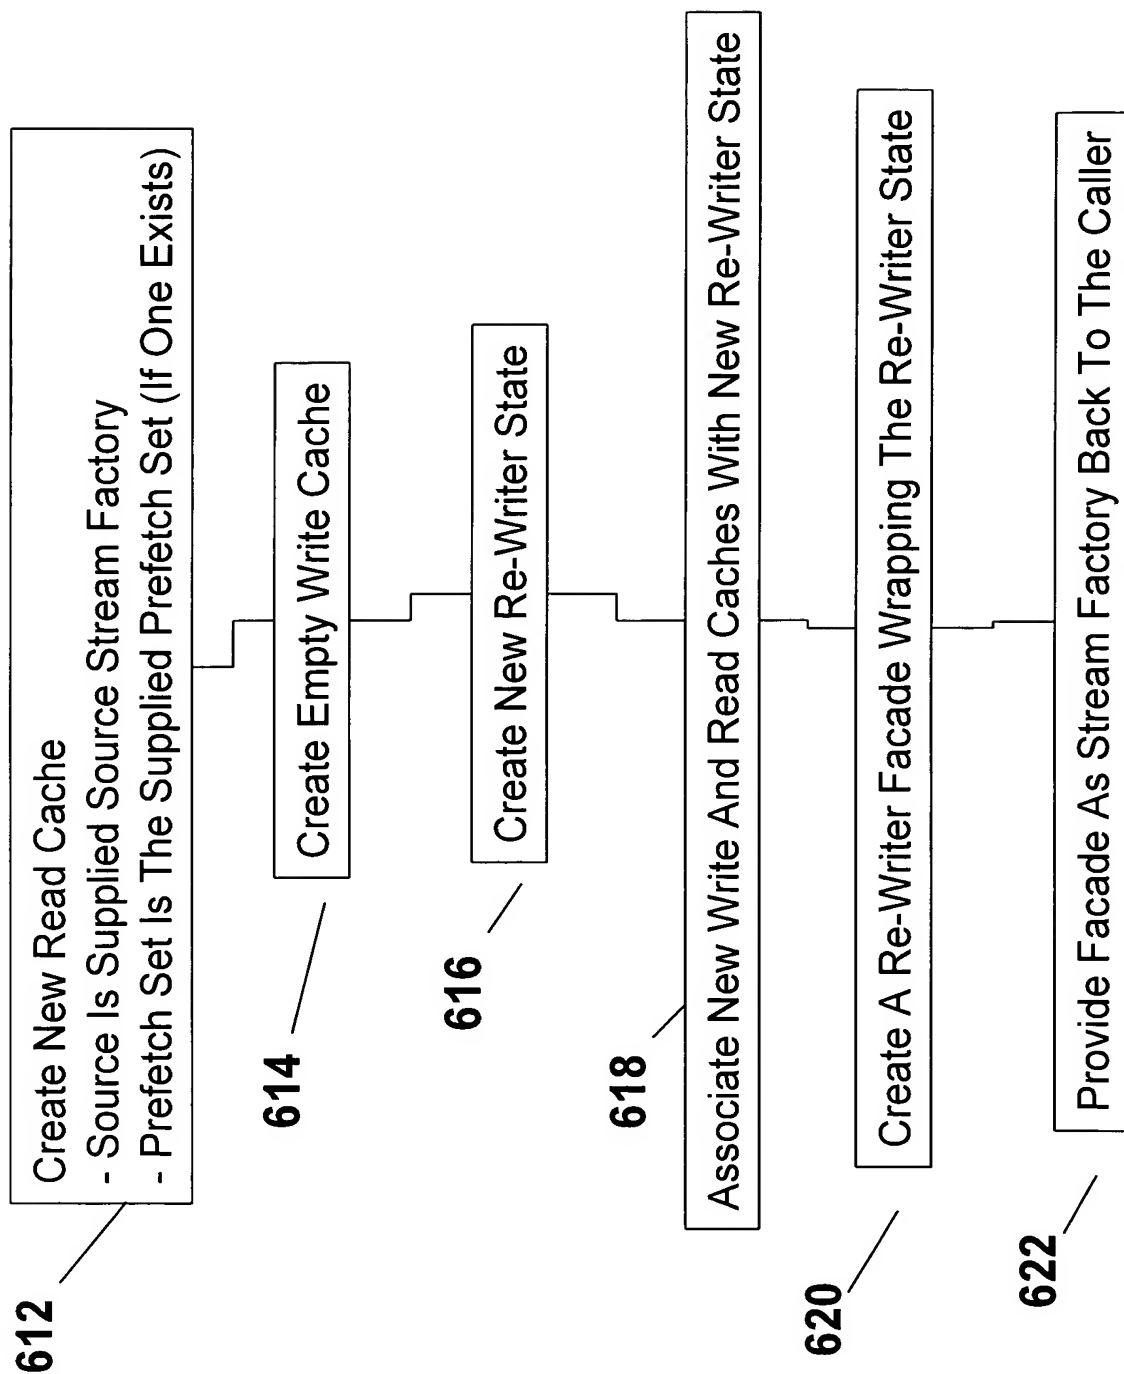 612
Create New Read Cache
- Source Is Supplied Source Stream Factory
- Prefetch Set Is The Supplied Prefetch Set (If One Exists)
614
Create Empty Write Cache
616
Create New Re-Writer State
618
Associate New Write And Read Caches With New Re-Writer State
620
Create A Re-Writer Facade Wrapping The Re-Writer State
622
Provide Facade As Stream Factory Back To The Caller